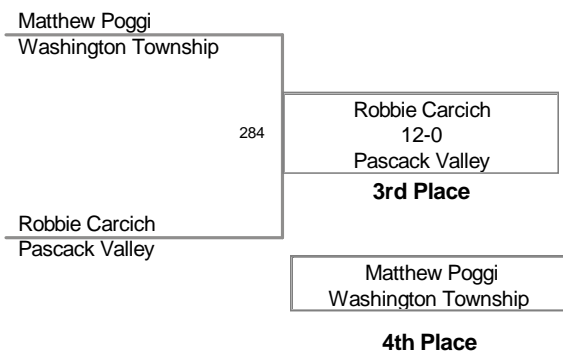 Matthew Poggi
Washington Township
284
Robbie Carcich
12-0
Pascack Valley
3rd Place
Robbie Carcich
Pascack Valley
Matthew Poggi
Washington Township
4th Place